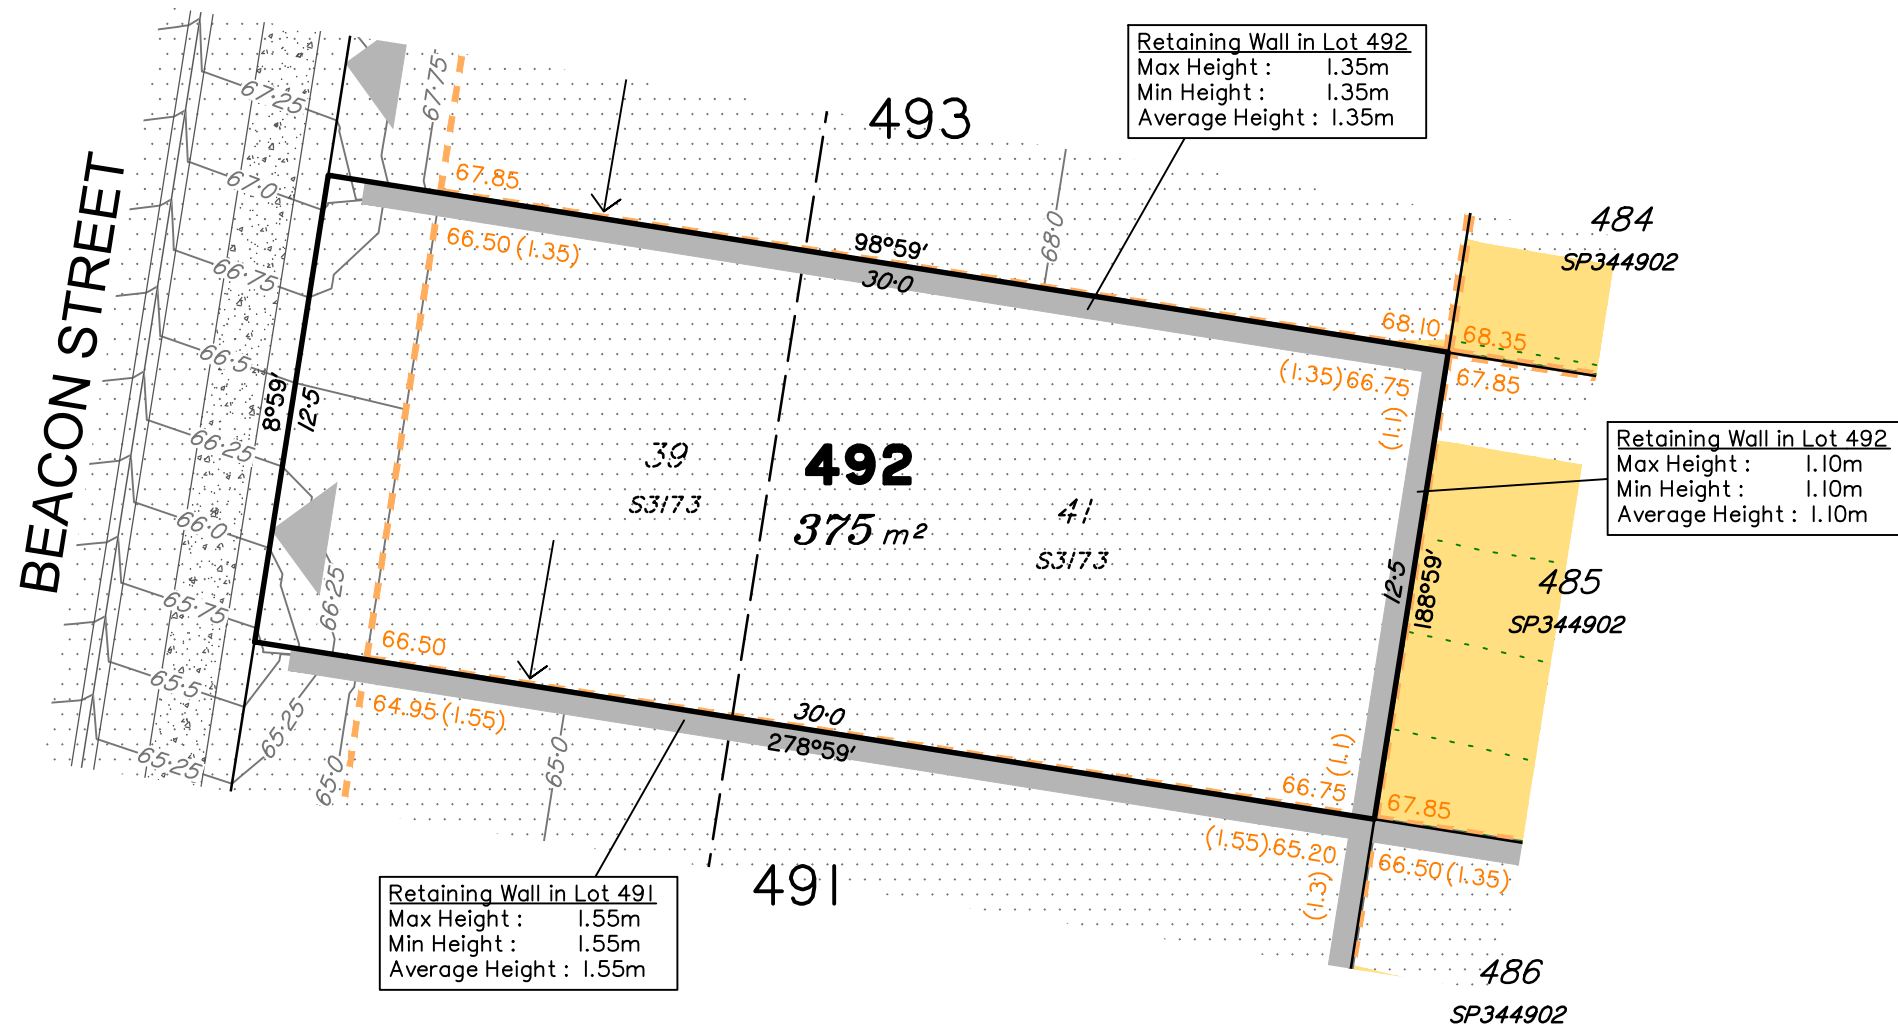 Retaining Wall in Lot 492
Max Height : 1.35m
Min Height : 1.35m
Average Height : 1.35m
493
67·25
67·75
67·0
67.85
66.50 (1.35)
98°59'
30·0
68·0
484
SP344902
68.10
68.35
(1.35) 66.75
67.85
(1.1)
66·75
66·5
66·25
66·0
65·75
65·5
65·25
BEACON STREET
8°59'
12·5
39
S3173
492
375 m²
41
S3173
Retaining Wall in Lot 492
Max Height : 1.10m
Min Height : 1.10m
Average Height : 1.10m
12·5
188°59'
485
SP344902
66·25
66.50
64.95 (1.55)
65·25
65·0
65·0
30·0
278°59'
(1.1)
66.75
67.85
(1.55) 65.20
66.50 (1.35)
(1.3)
491
Retaining Wall in Lot 491
Max Height : 1.55m
Min Height : 1.55m
Average Height : 1.55m
486
SP344902